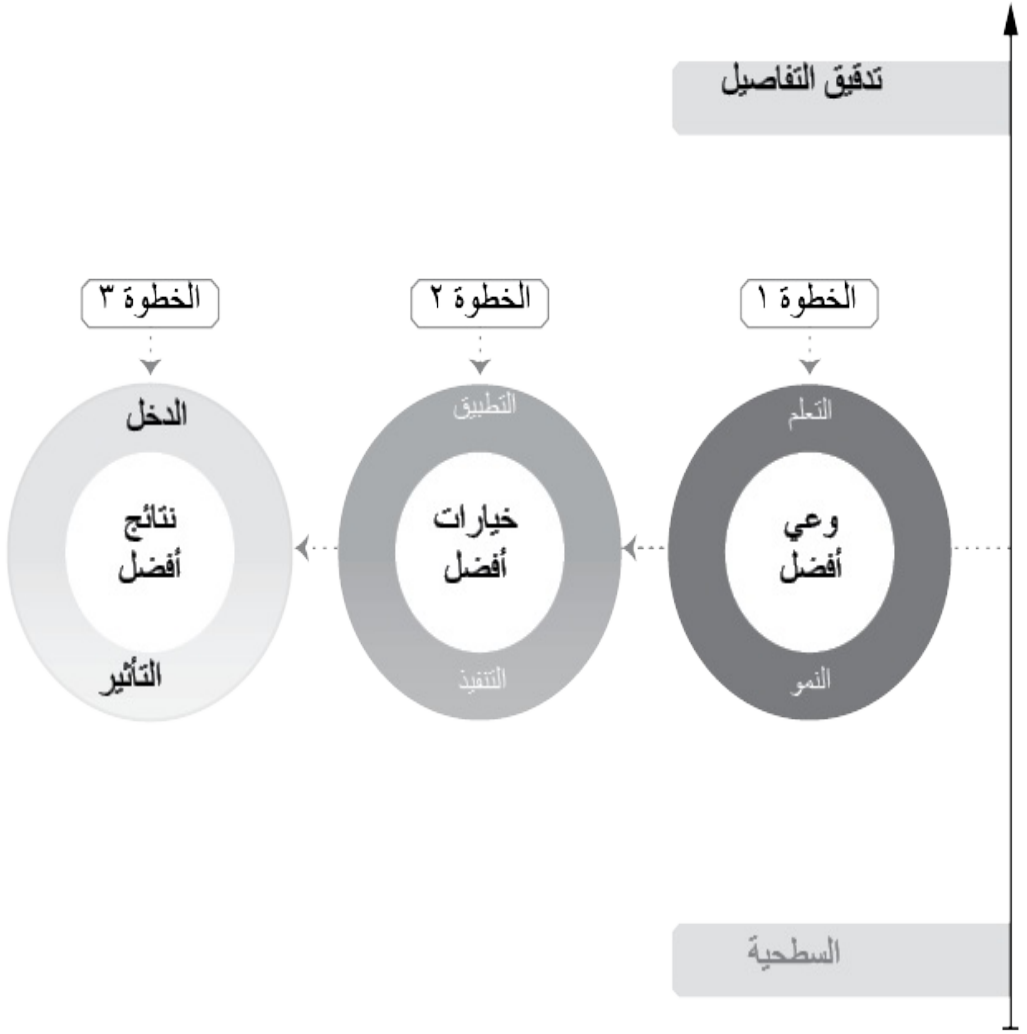 تدقيق التفاصيل
الخطوة ١
الخطوة ٢
الخطوة ٣
التعلم
وعي
أفضل
النمو
التطبيق
خيارات
أفضل
التنفيذ
الدخل
نتائج
أفضل
التأثير
السطحية